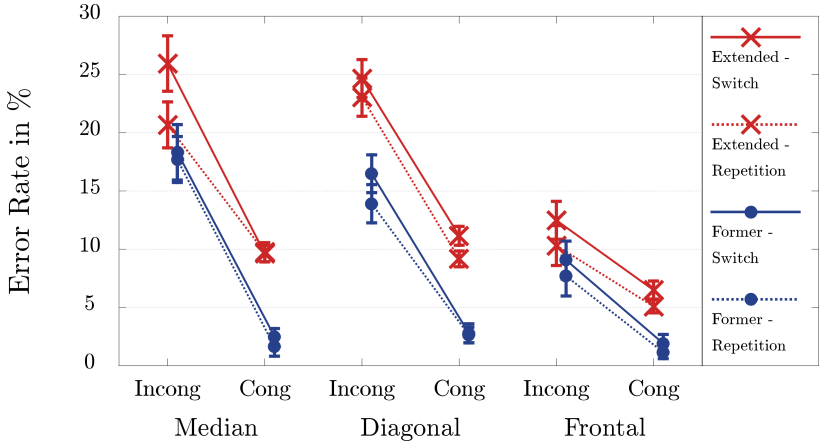 30
25
20
15
10
5
0
Error Rate in %
Incong Cong Incong Cong Incong Cong
Median Diagonal Frontal
Extended -
Switch
Extended -
Repetition
Former -
Switch
Former -
Repetition